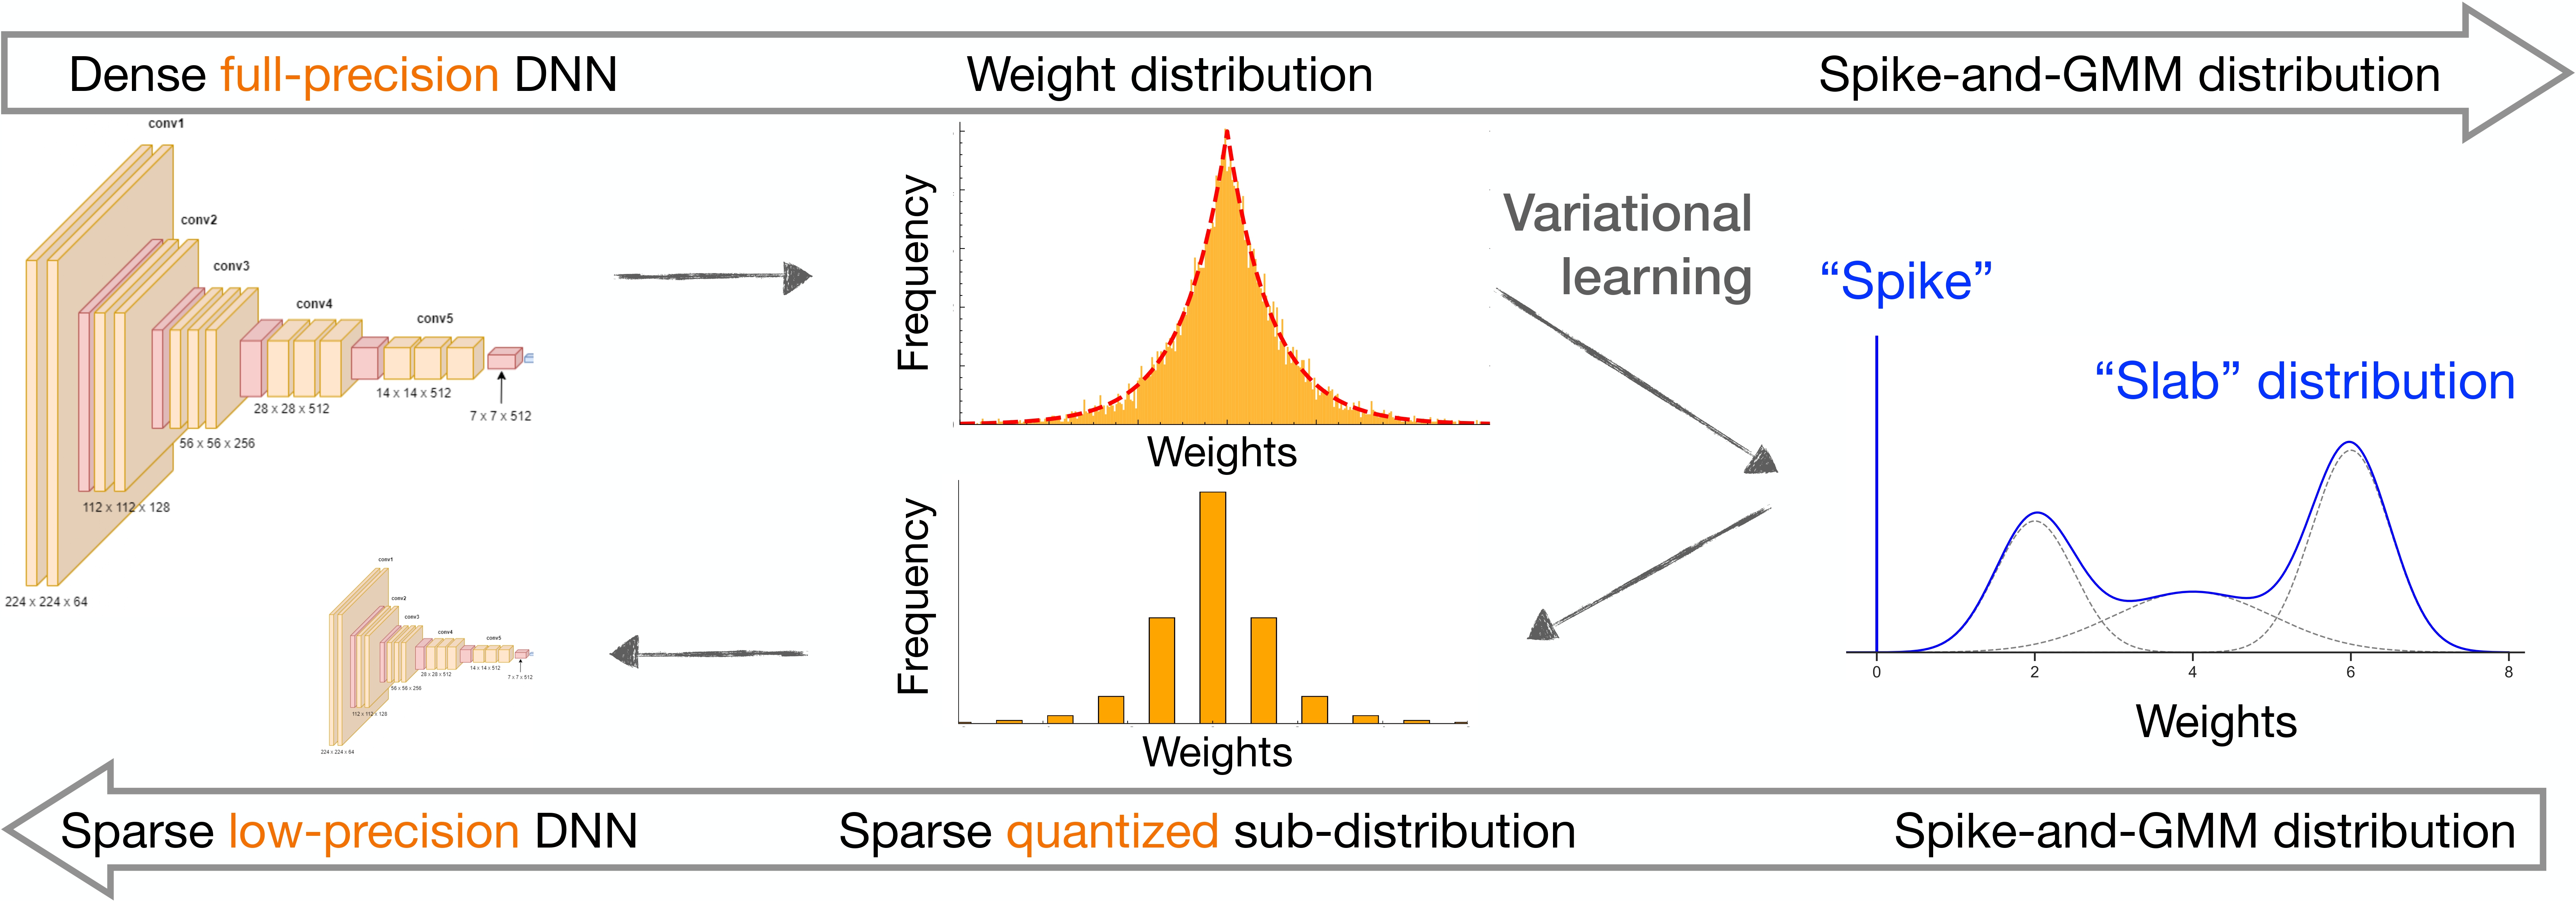 Dense full-precision DNN
Weight distribution
Spike-and-GMM distribution
conv1
conv2
conv3
conv4
conv5
14 x 14 x 512
28 x 28 x 512
7 x 7 x 512
56 x 56 x 256
112 x 112 x 128
224 x 224 x 64
Frequency
Weights
Variational
learning
“Spike”
“Slab” distribution
0 2 4 6 8
Weights
Frequency
Weights
conv1
conv2
conv3
conv4
conv5
14 x 14 x 512
28 x 28 x 512
7 x 7 x 512
56 x 56 x 256
112 x 112 x 128
224 x 224 x 64
Sparse low-precision DNN
Sparse quantized sub-distribution
Spike-and-GMM distribution